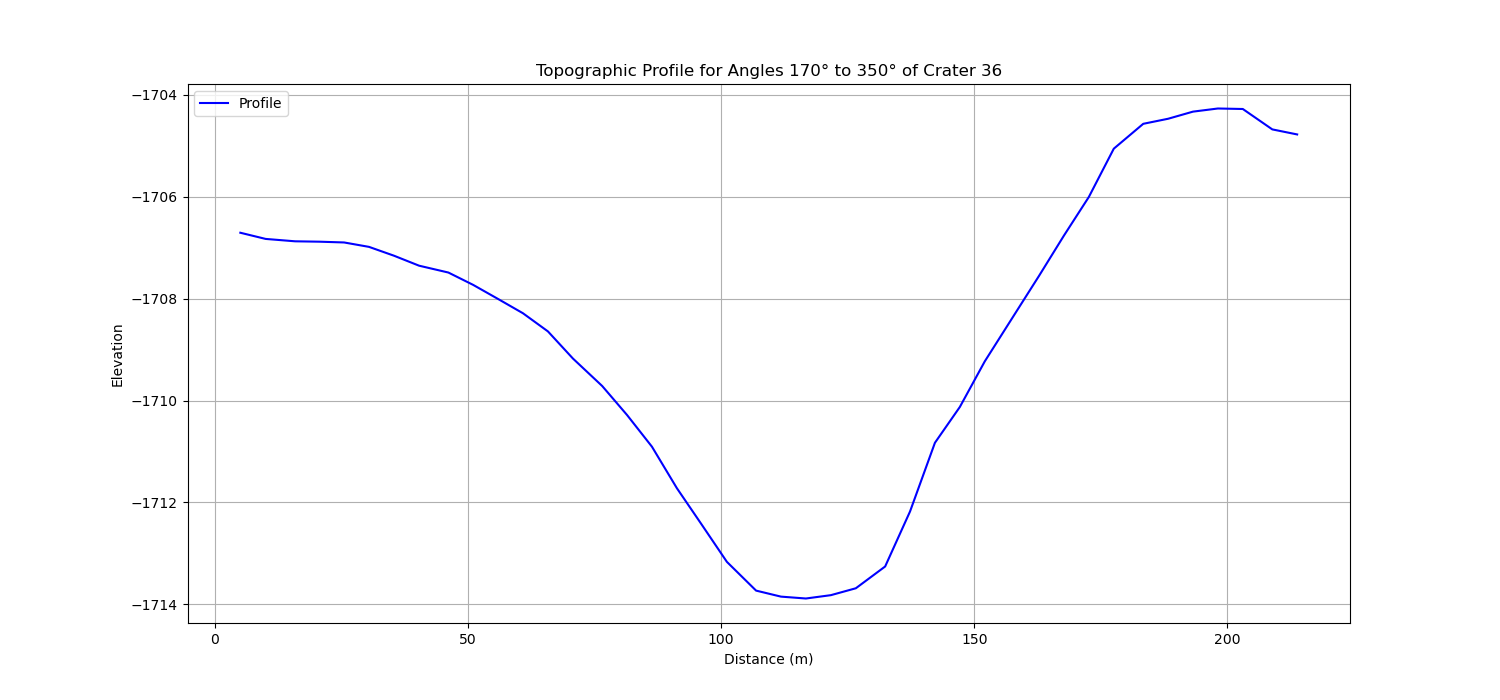 Topographic Profile for Angles 170° to 350° of Crater 36
Profile
−1704
−1706
−1708
−1710
−1712
−1714
Elevation
0 50 100 150 200
Distance (m)